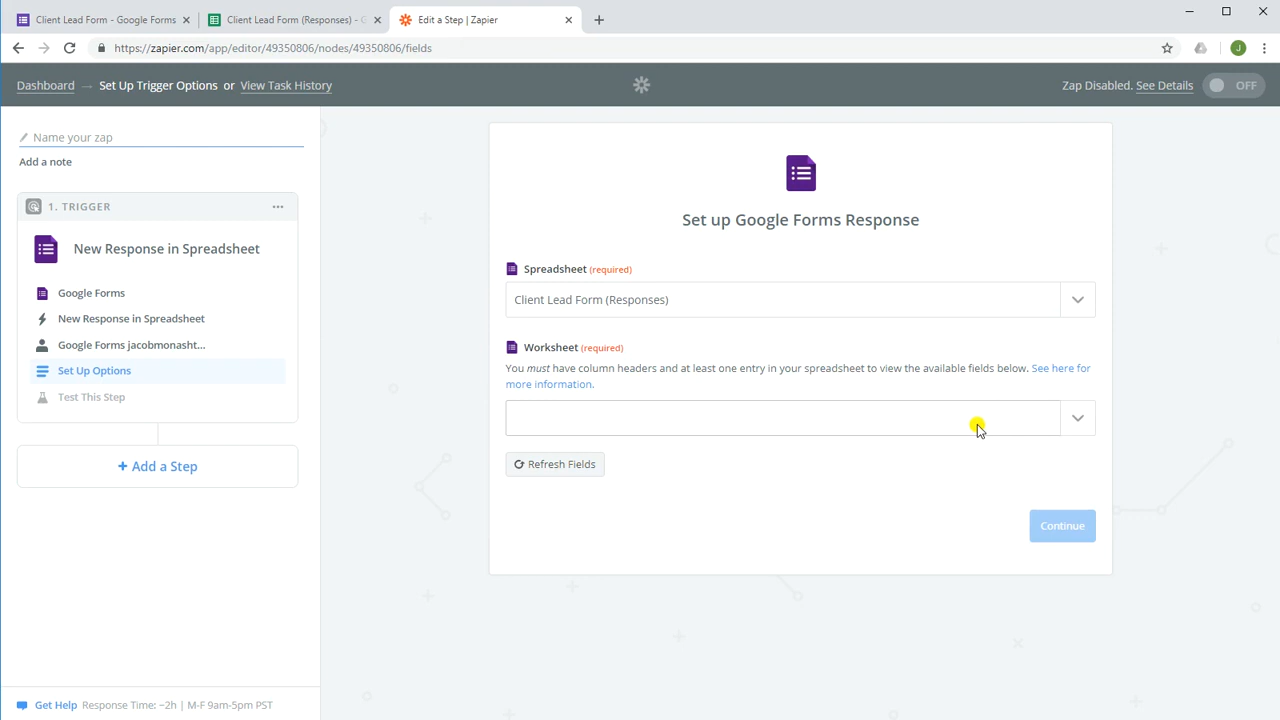 Client Lead Form - Google Forms
Client Lead Form (Responses) - G
Edit a Step | Zapier
https://zapier.com/app/editor/49350806/nodes/49350806/fields
J
Dashboard → Set Up Trigger Options or View Task History
Zap Disabled. See Details
OFF
Name your zap
Add a note
1. TRIGGER
New Response in Spreadsheet
Google Forms
New Response in Spreadsheet
Google Forms jacobmonasht...
Set Up Options
Test This Step
+ Add a Step
Get Help Response Time: ~2h | M-F 9am-5pm PST
Set up Google Forms Response
Spreadsheet (required)
Client Lead Form (Responses)
Worksheet (required)
You must have column headers and at least one entry in your spreadsheet to view the available fields below. See here for
more information.
Refresh Fields
Continue